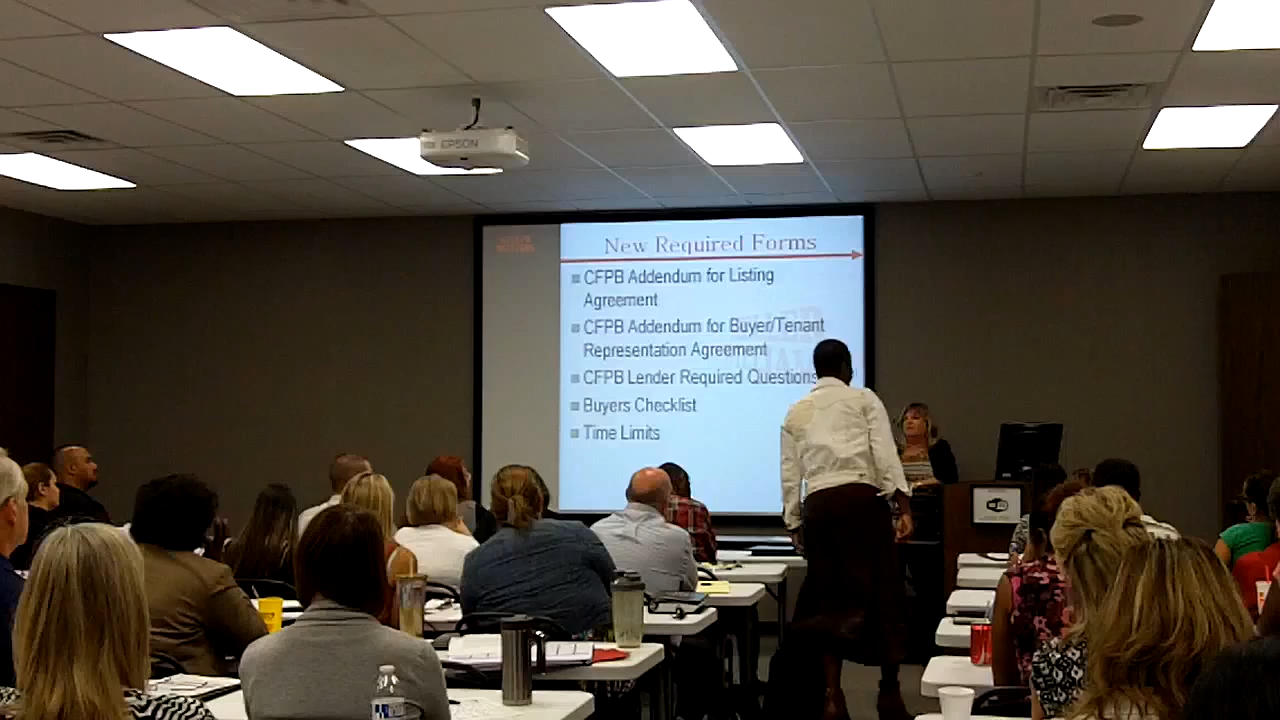 EPSON
New Required Forms
CFPB Addendum for Listing
Agreement
CFPB Addendum for Buyer/Tenant
Representation Agreement
CFPB Lender Required Questions
Buyers Checklist
Time Limits